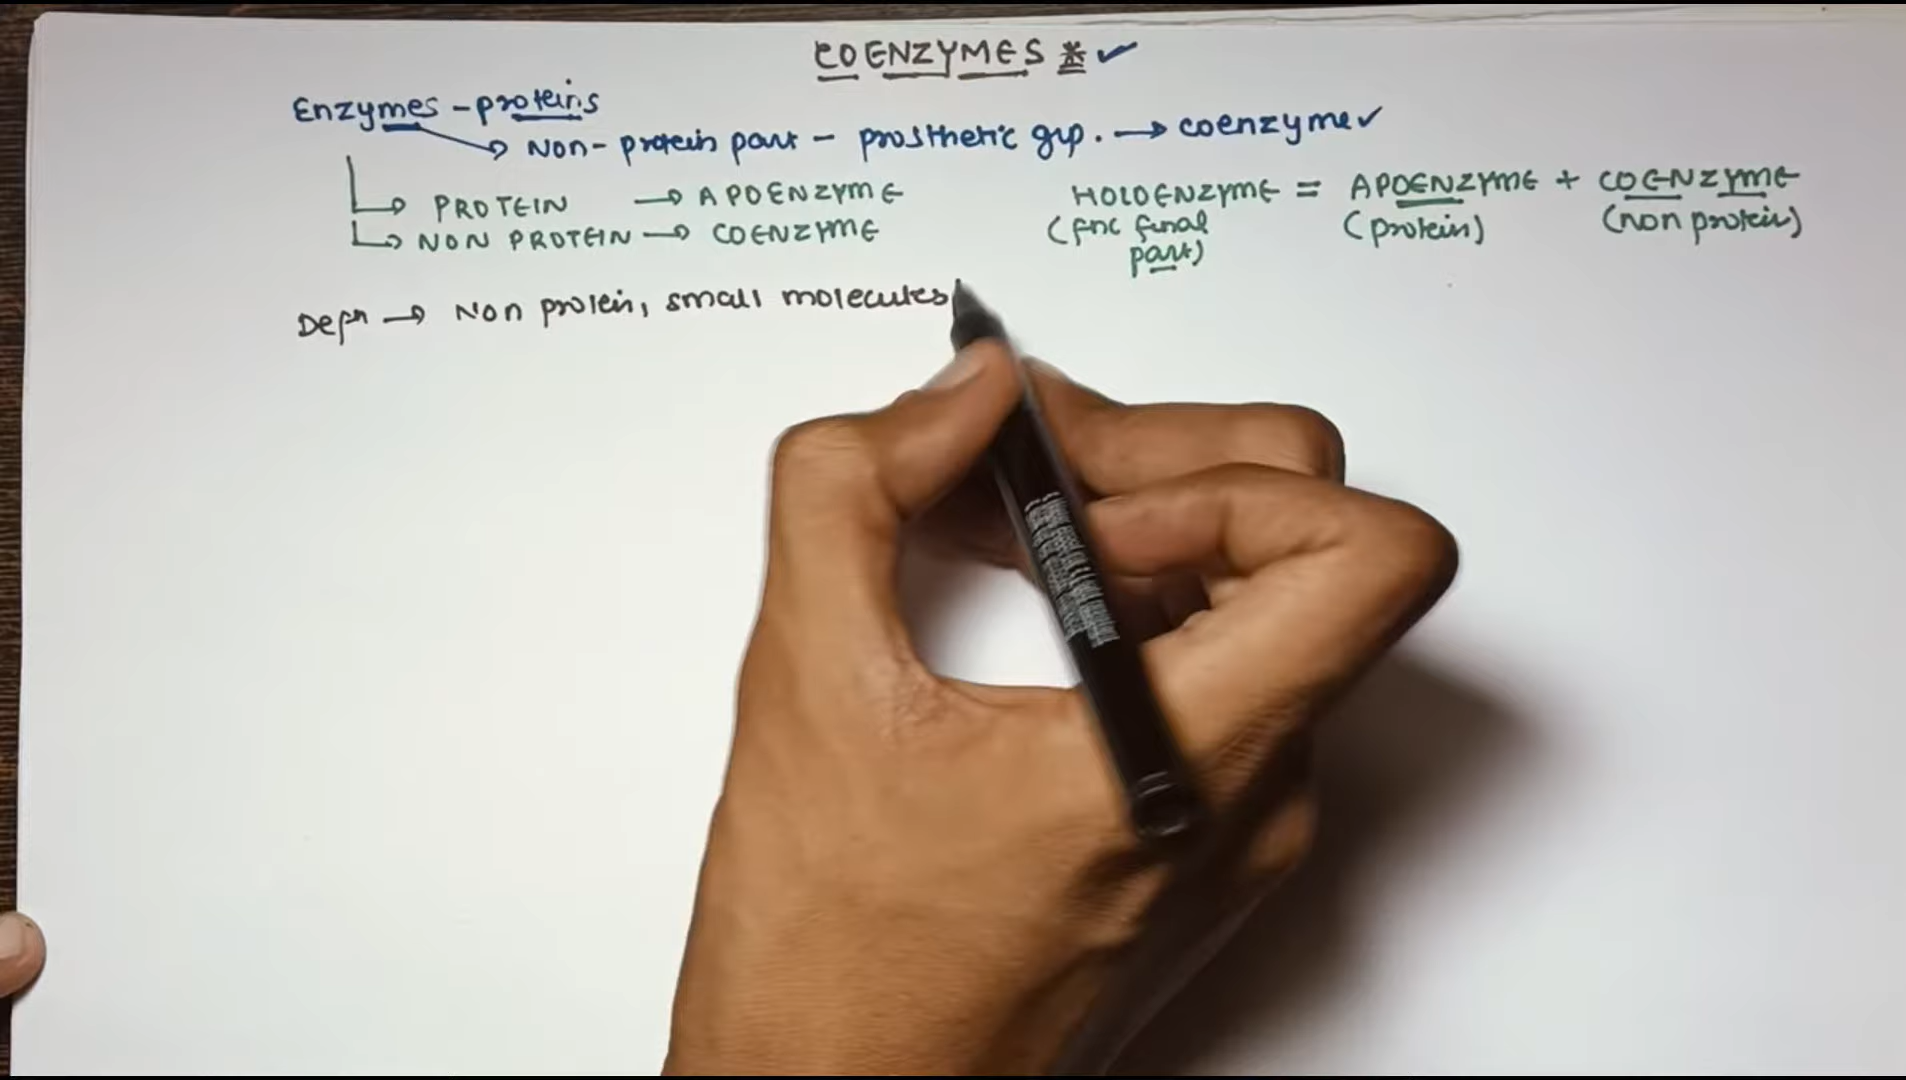 COENZYMES *✓
Enzymes - proteins
Non-protein part - prosthetic grp. → coenzyme ✓
PROTEIN → APOENZYME
NON PROTEIN → COENZYME
HOLOENZYME = APOENZYME + COENZYME
(fnc final part) (protein) (non protein)
Defn → Non protein, small molecules